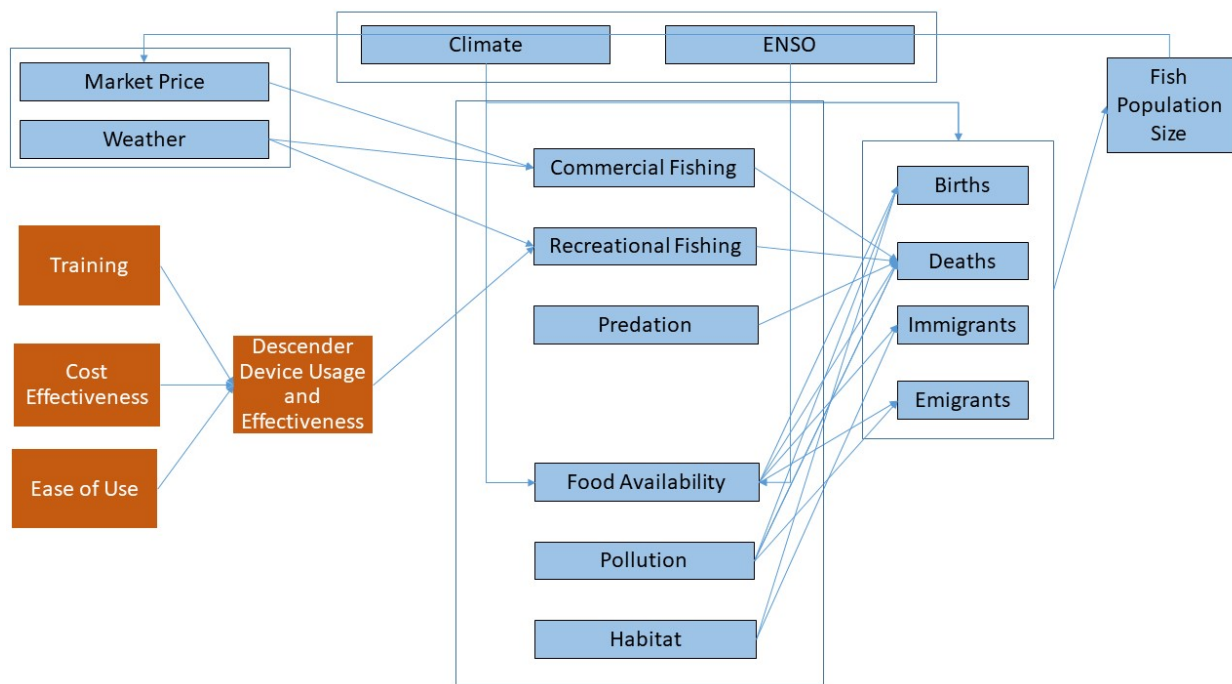 Climate
ENSO
Market Price
Weather
Fish
Population
Size
Commercial Fishing
Births
Recreational Fishing
Deaths
Training
Predation
Immigrants
Cost
Effectiveness
Descender
Device Usage
and
Effectiveness
Emigrants
Ease of Use
Food Availability
Pollution
Habitat